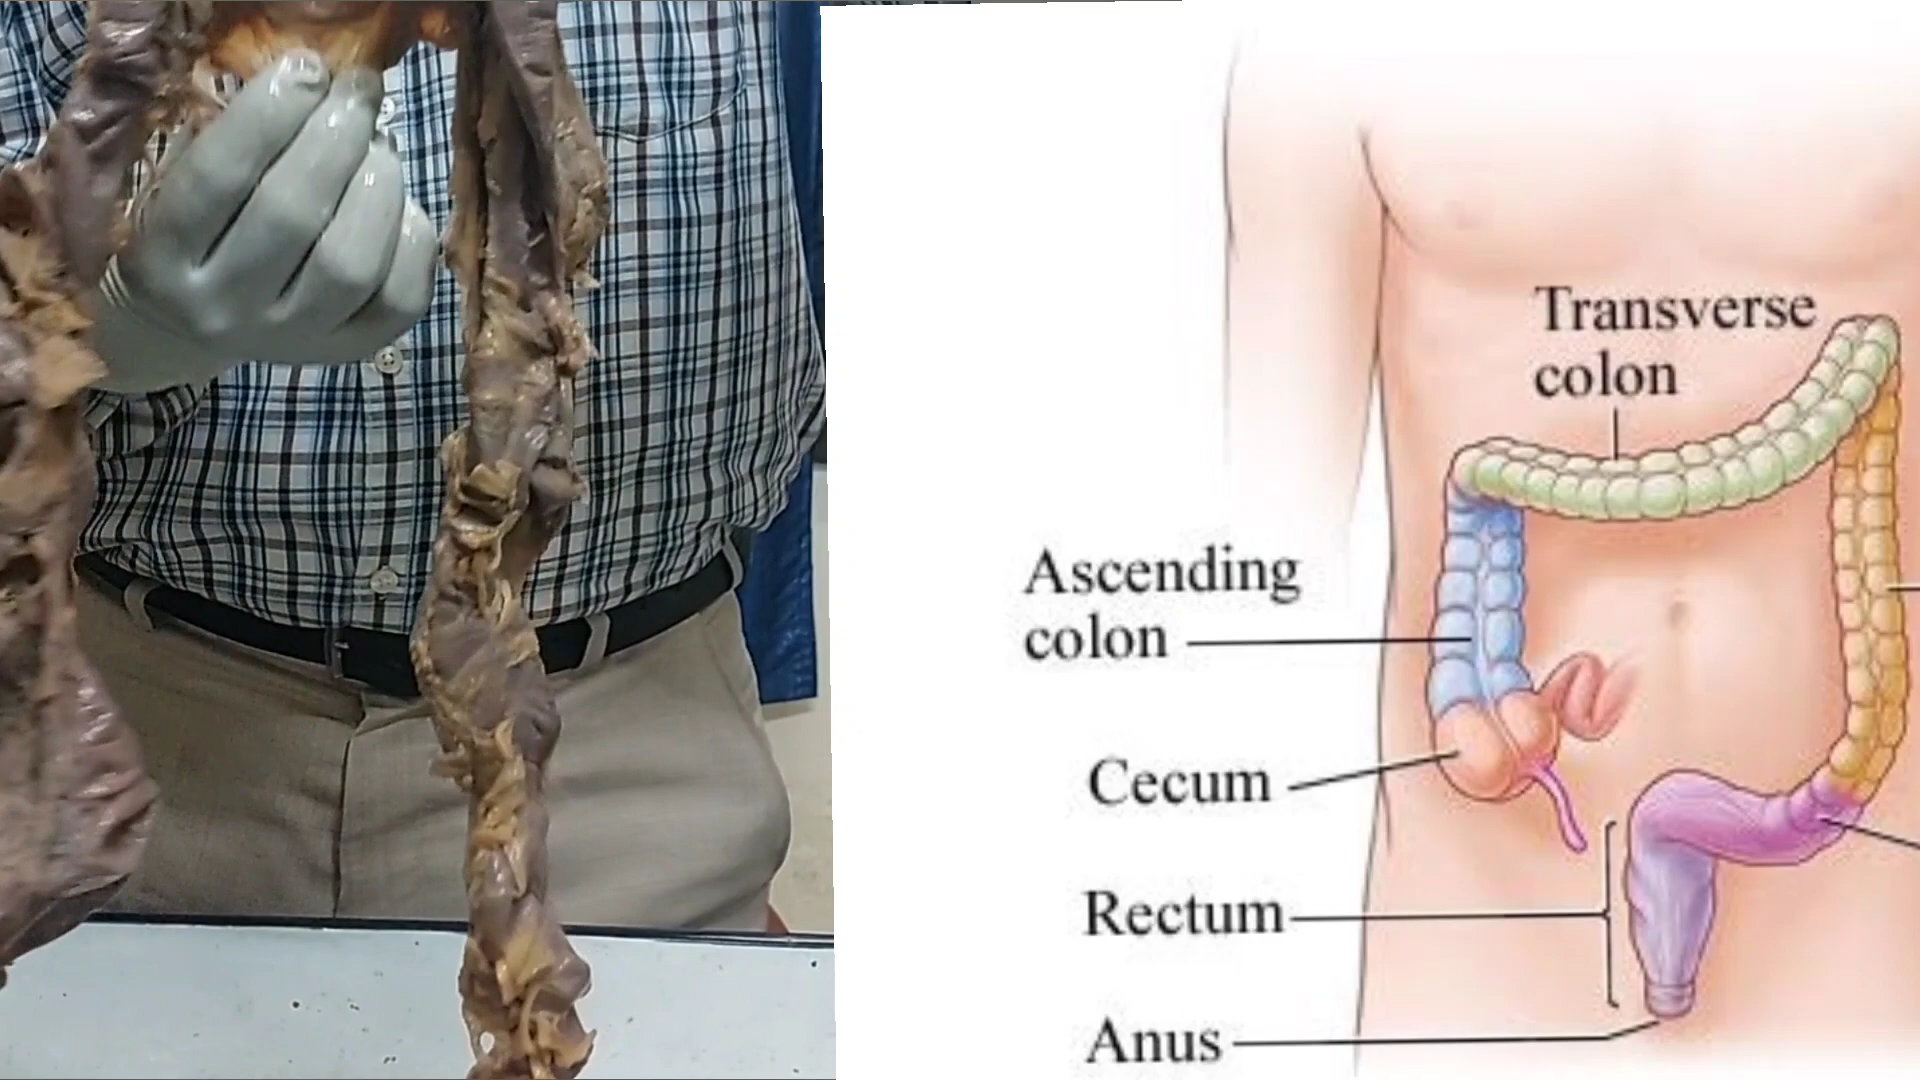 Transverse
colon
Ascending
colon
Cecum
Rectum
Anus